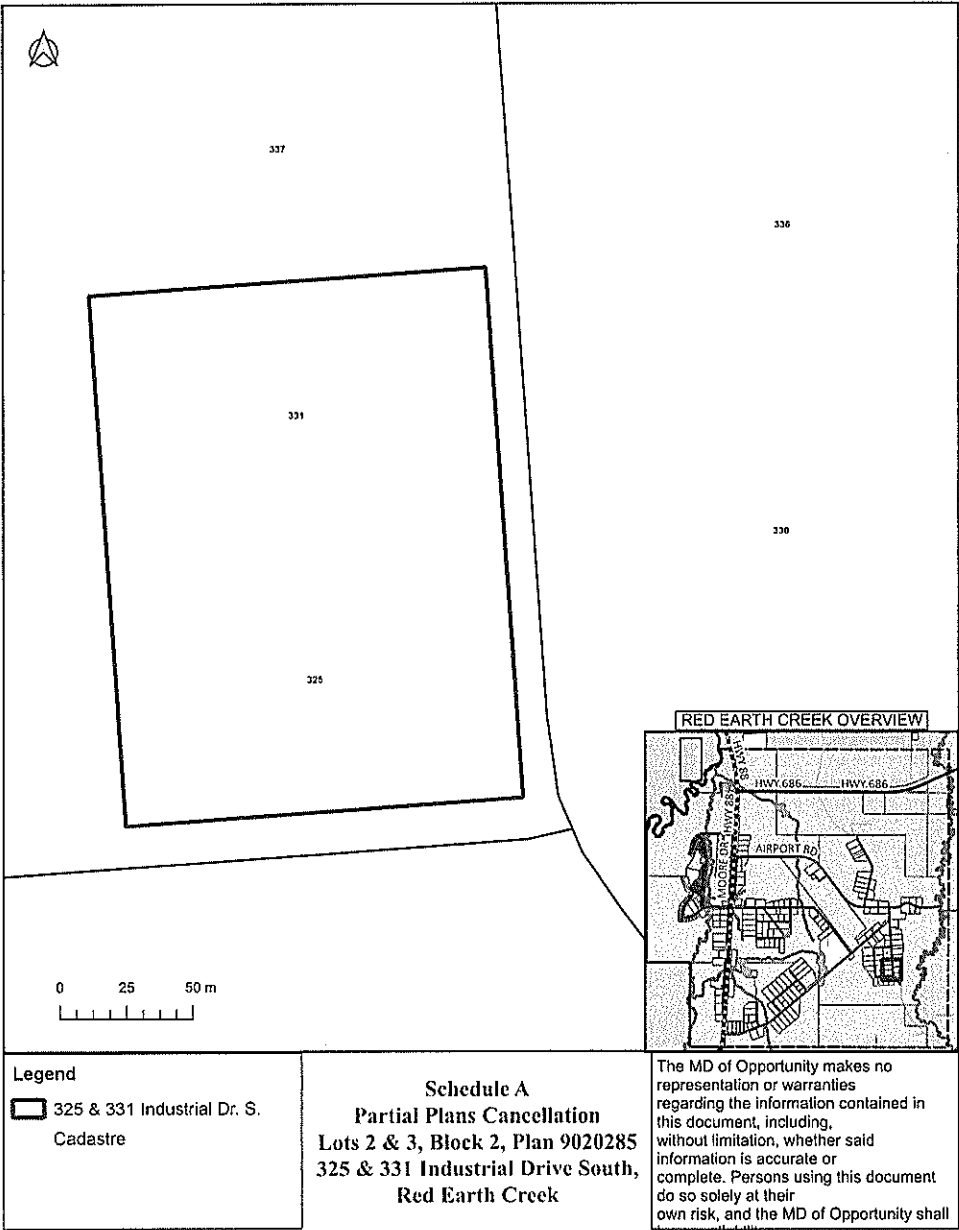 337
336
331
330
325
RED EARTH CREEK OVERVIEW
HWY 88
HWY 686 HWY 686
HWY 88
MOORE DR
AIRPORT RD
0 25 50 m
Legend
325 & 331 Industrial Dr. S.
Cadastre
Schedule A
Partial Plans Cancellation
Lots 2 & 3, Block 2, Plan 9020285
325 & 331 Industrial Drive South,
Red Earth Creek
The MD of Opportunity makes no
representation or warranties
regarding the information contained in
this document, including,
without limitation, whether said
information is accurate or
complete. Persons using this document
do so solely at their
own risk, and the MD of Opportunity shall